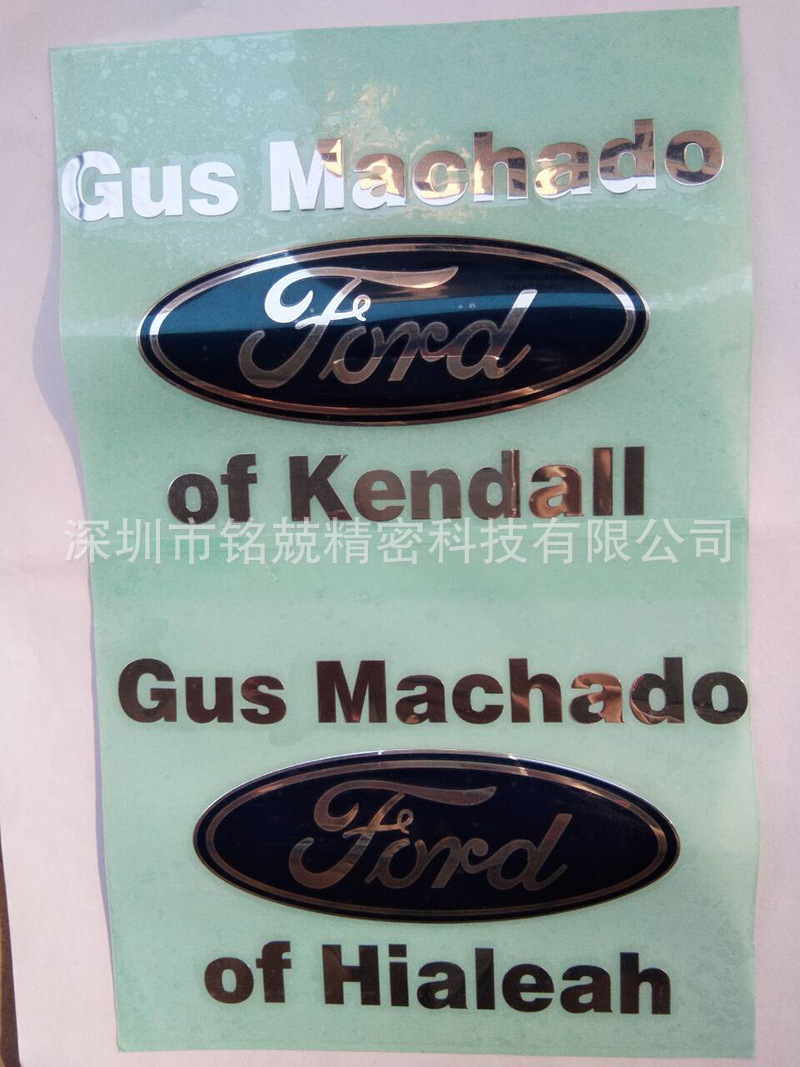 Gus Machado
Ford
of Kendall
深圳市铭兢精密科技有限公司
Gus Machado
Ford
of Hialeah